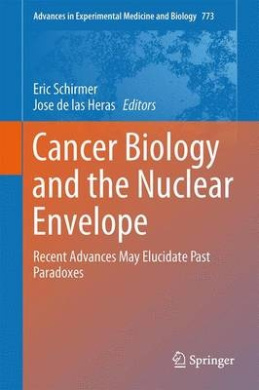 Advances in Experimental Medicine and Biology 773
Eric Schirmer
Jose de las Heras Editors
Cancer Biology
and the Nuclear
Envelope
Recent Advances May Elucidate Past
Paradoxes
Springer